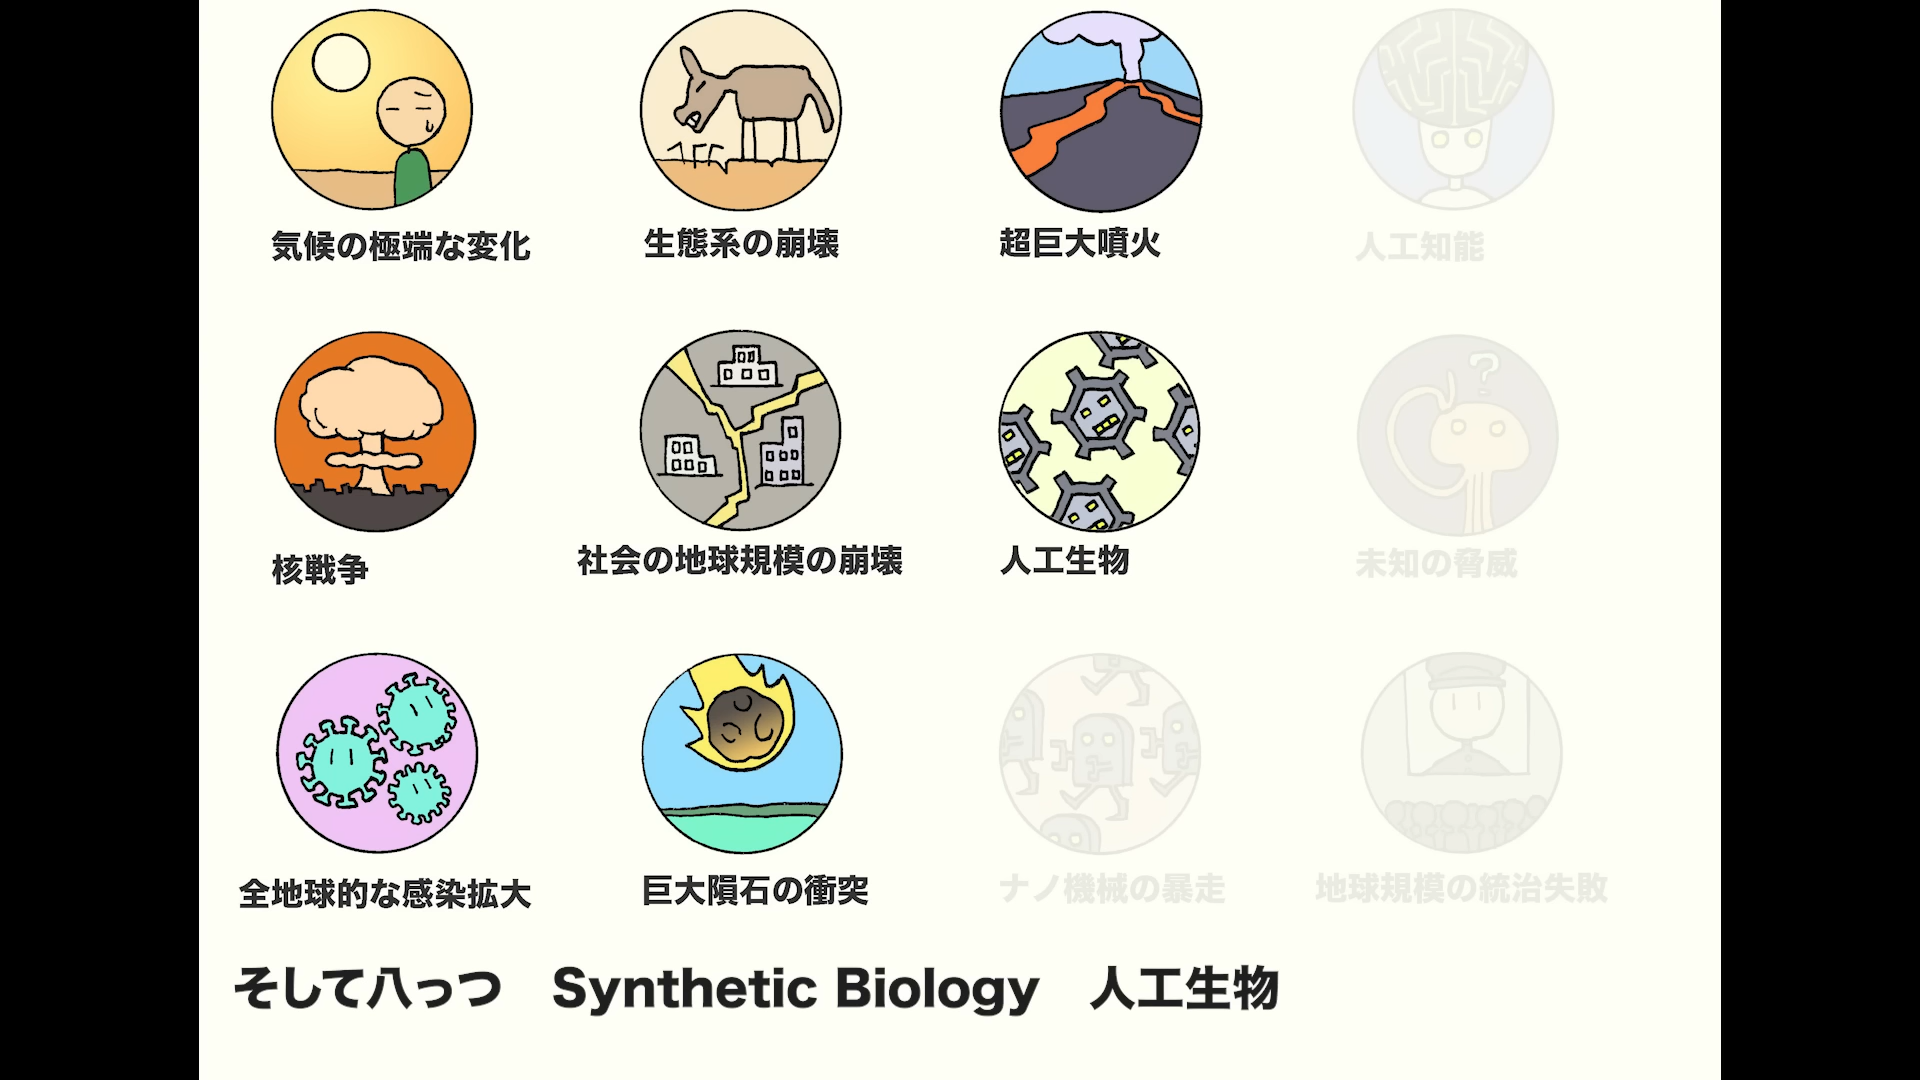 気候の極端な変化
生態系の崩壊
超巨大噴火
人工知能
核戦争
社会の地球規模の崩壊
人工生物
未知の脅威
全地球的な感染拡大
巨大隕石の衝突
ナノ機械の暴走
地球規模の統治失敗
そして八っつ　Synthetic Biology　人工生物